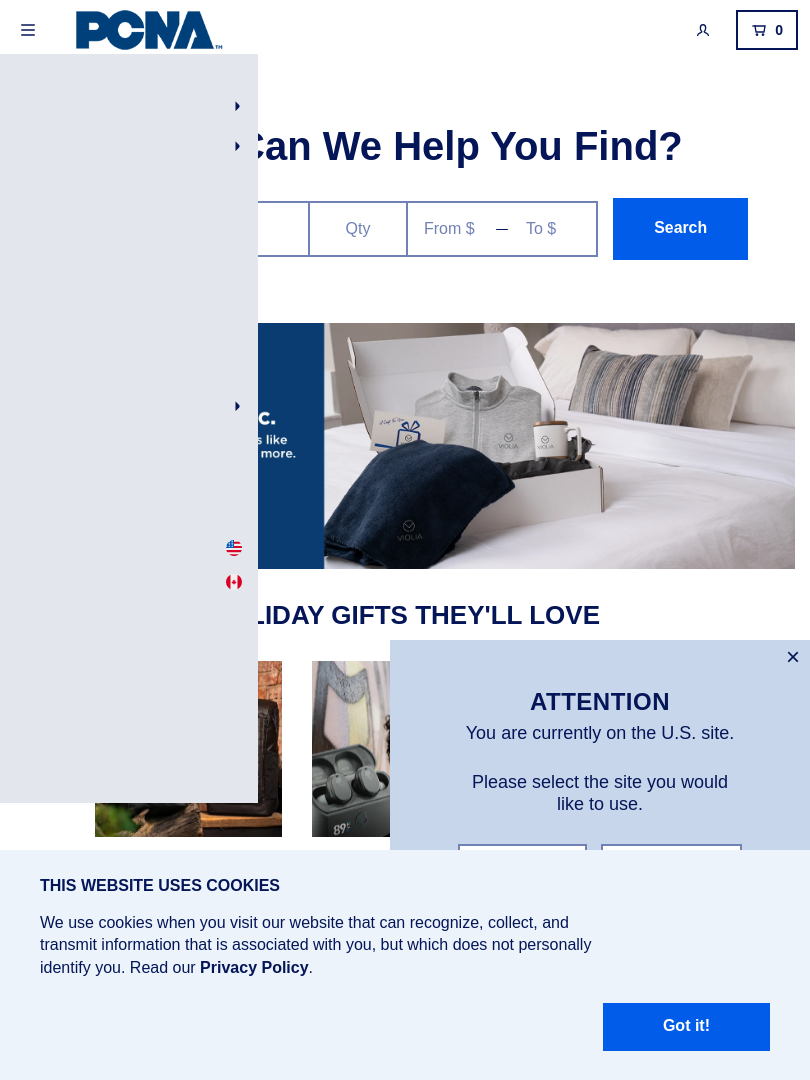 PCNA™
0
Can We Help You Find?
Qty
From $ — To $
Search
c.
s like
more.
VIOLIA
VIOLIA
VIOLIA
LIDAY GIFTS THEY'LL LOVE
ATTENTION
You are currently on the U.S. site.
Please select the site you would
like to use.
89
THIS WEBSITE USES COOKIES
We use cookies when you visit our website that can recognize, collect, and
transmit information that is associated with you, but which does not personally
identify you. Read our Privacy Policy.
Got it!